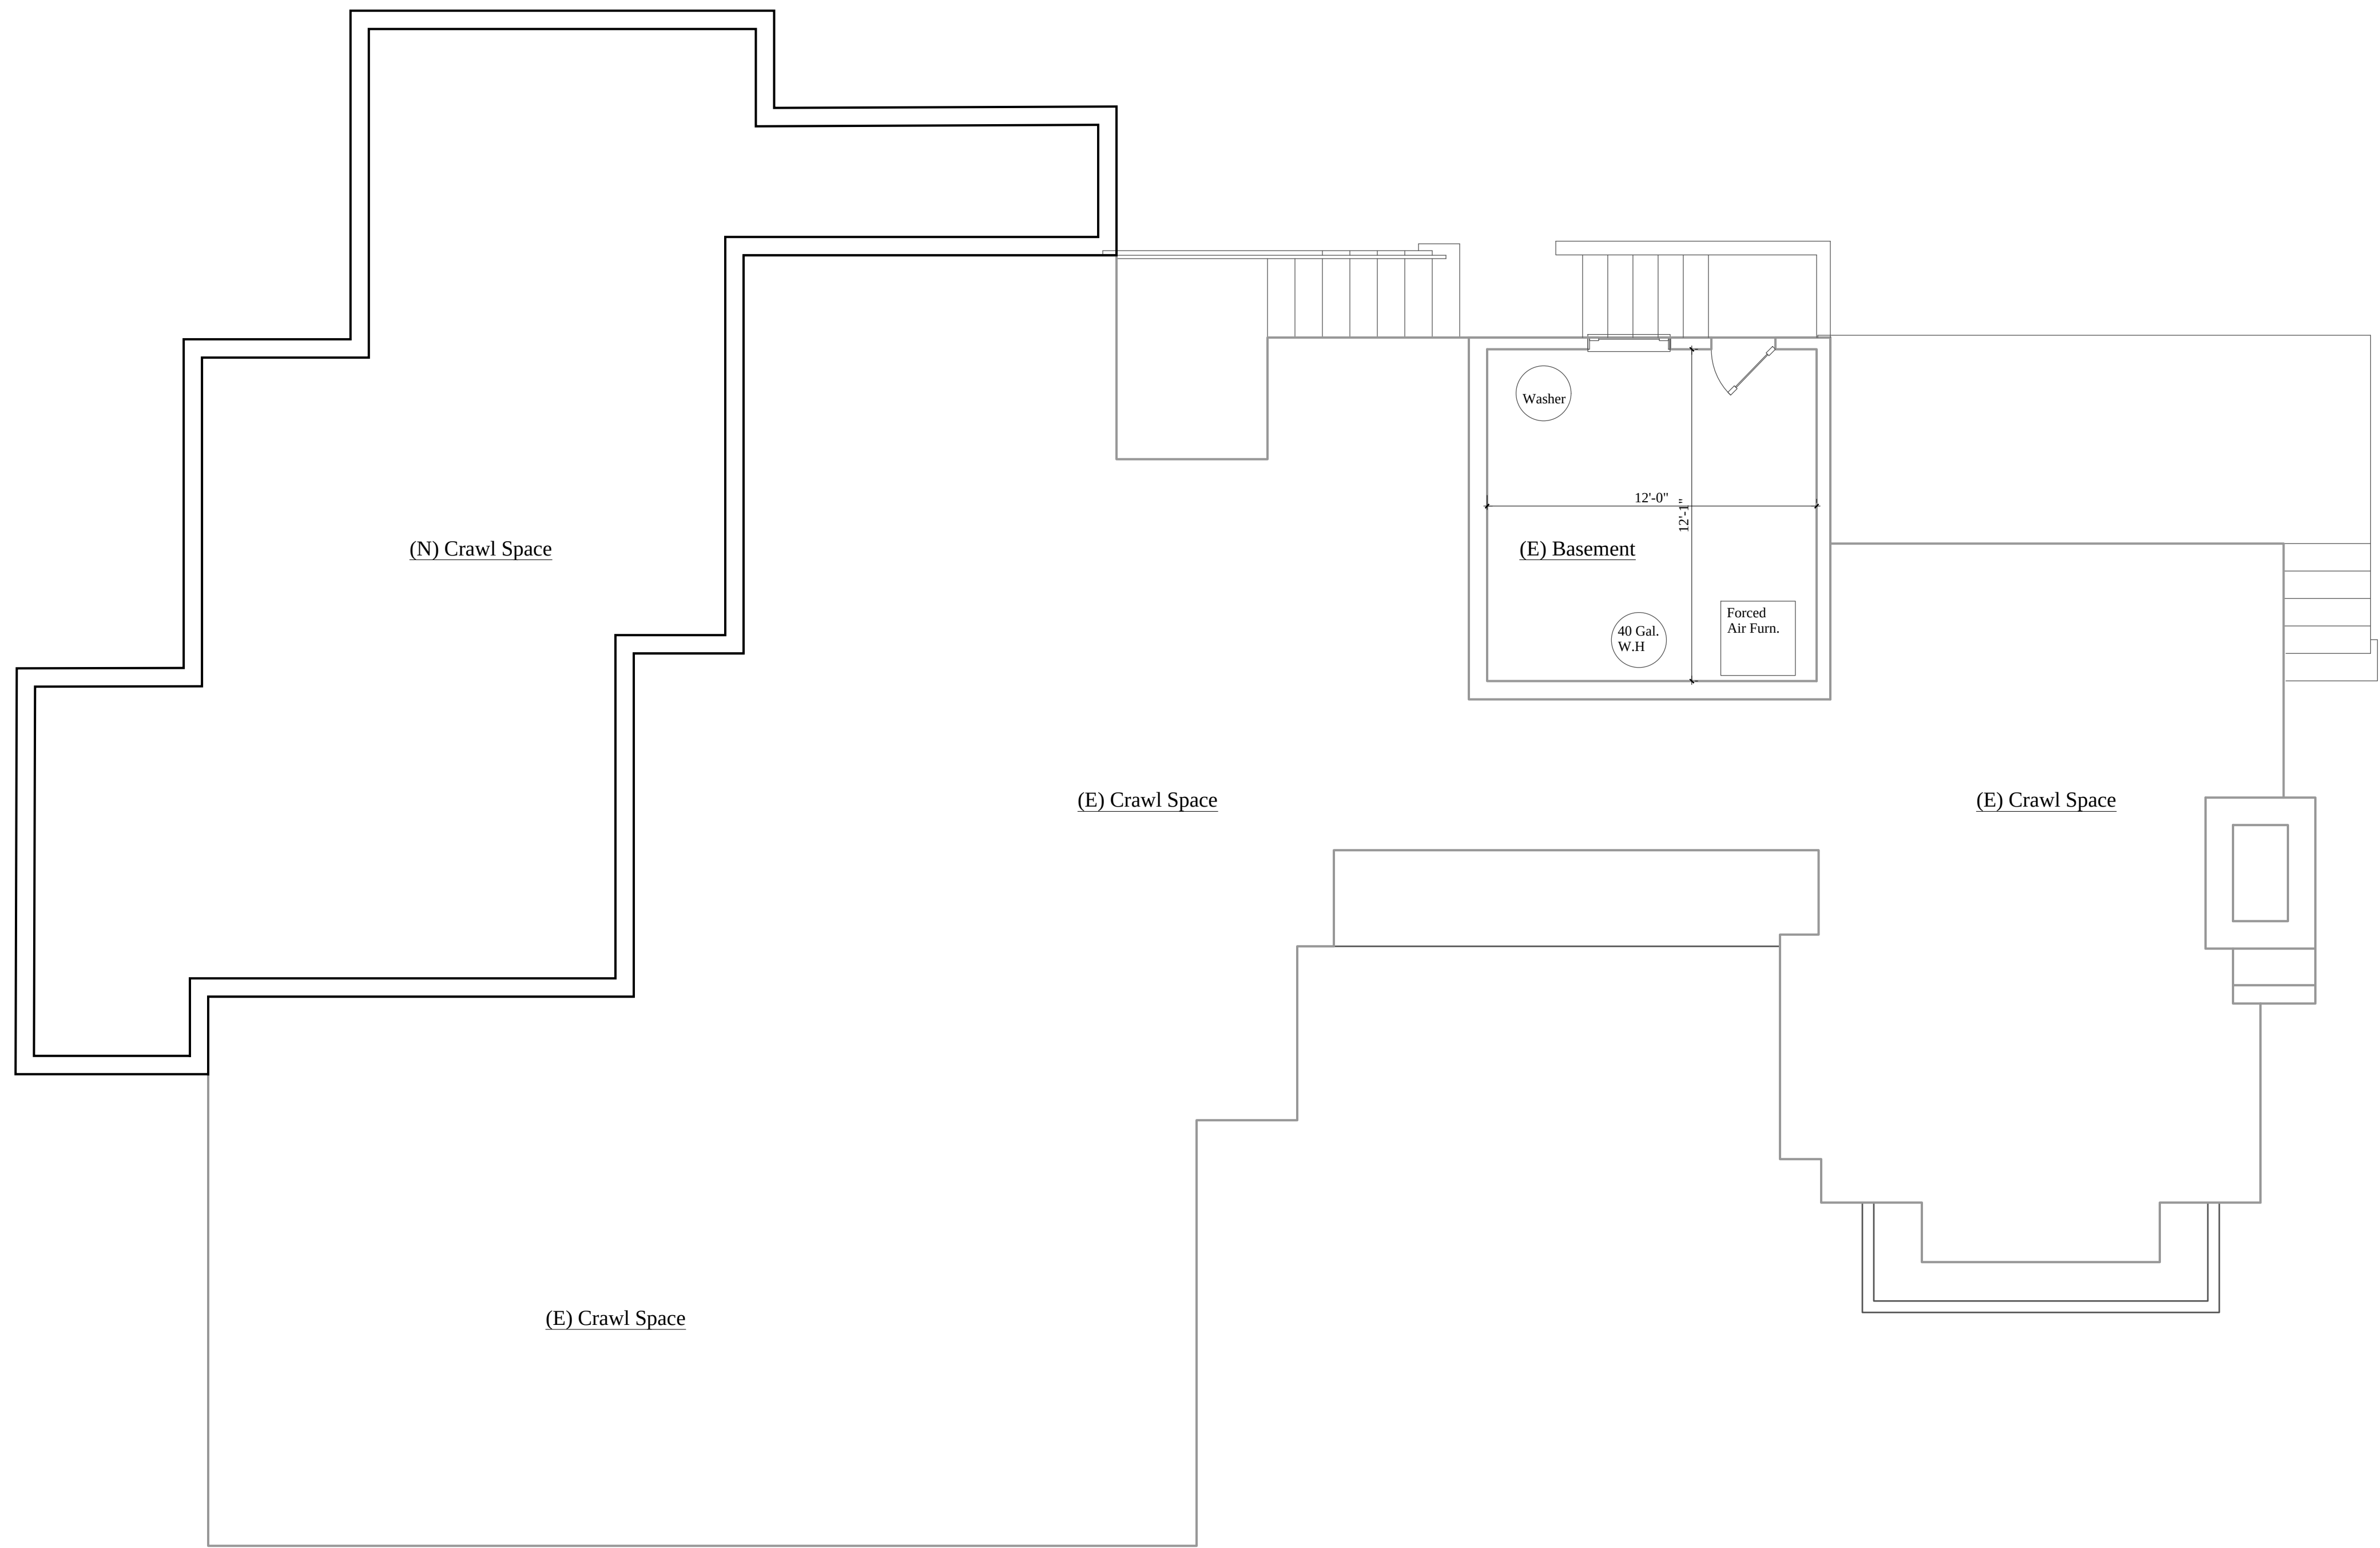 Washer
12'-0"
12'-1"
(N) Crawl Space
(E) Basement
Forced
Air Furn.
40 Gal.
W.H
(E) Crawl Space
(E) Crawl Space
(E) Crawl Space